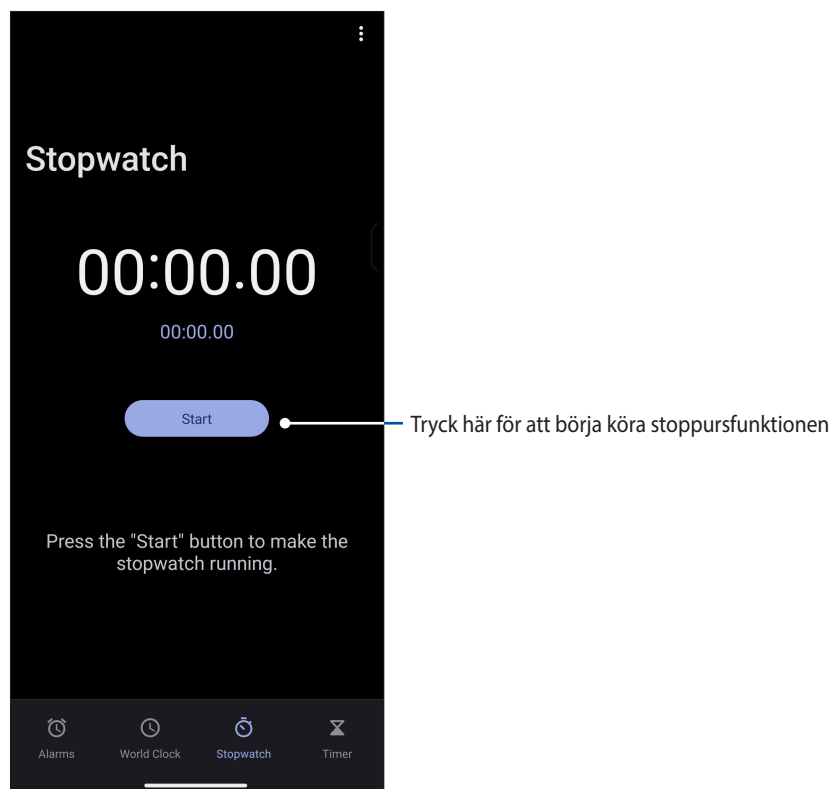 Stopwatch
00:00.00
00:00.00
Start
Tryck här för att börja köra stoppursfunktionen
Press the "Start" button to make the
stopwatch running.
Alarms World Clock Stopwatch Timer